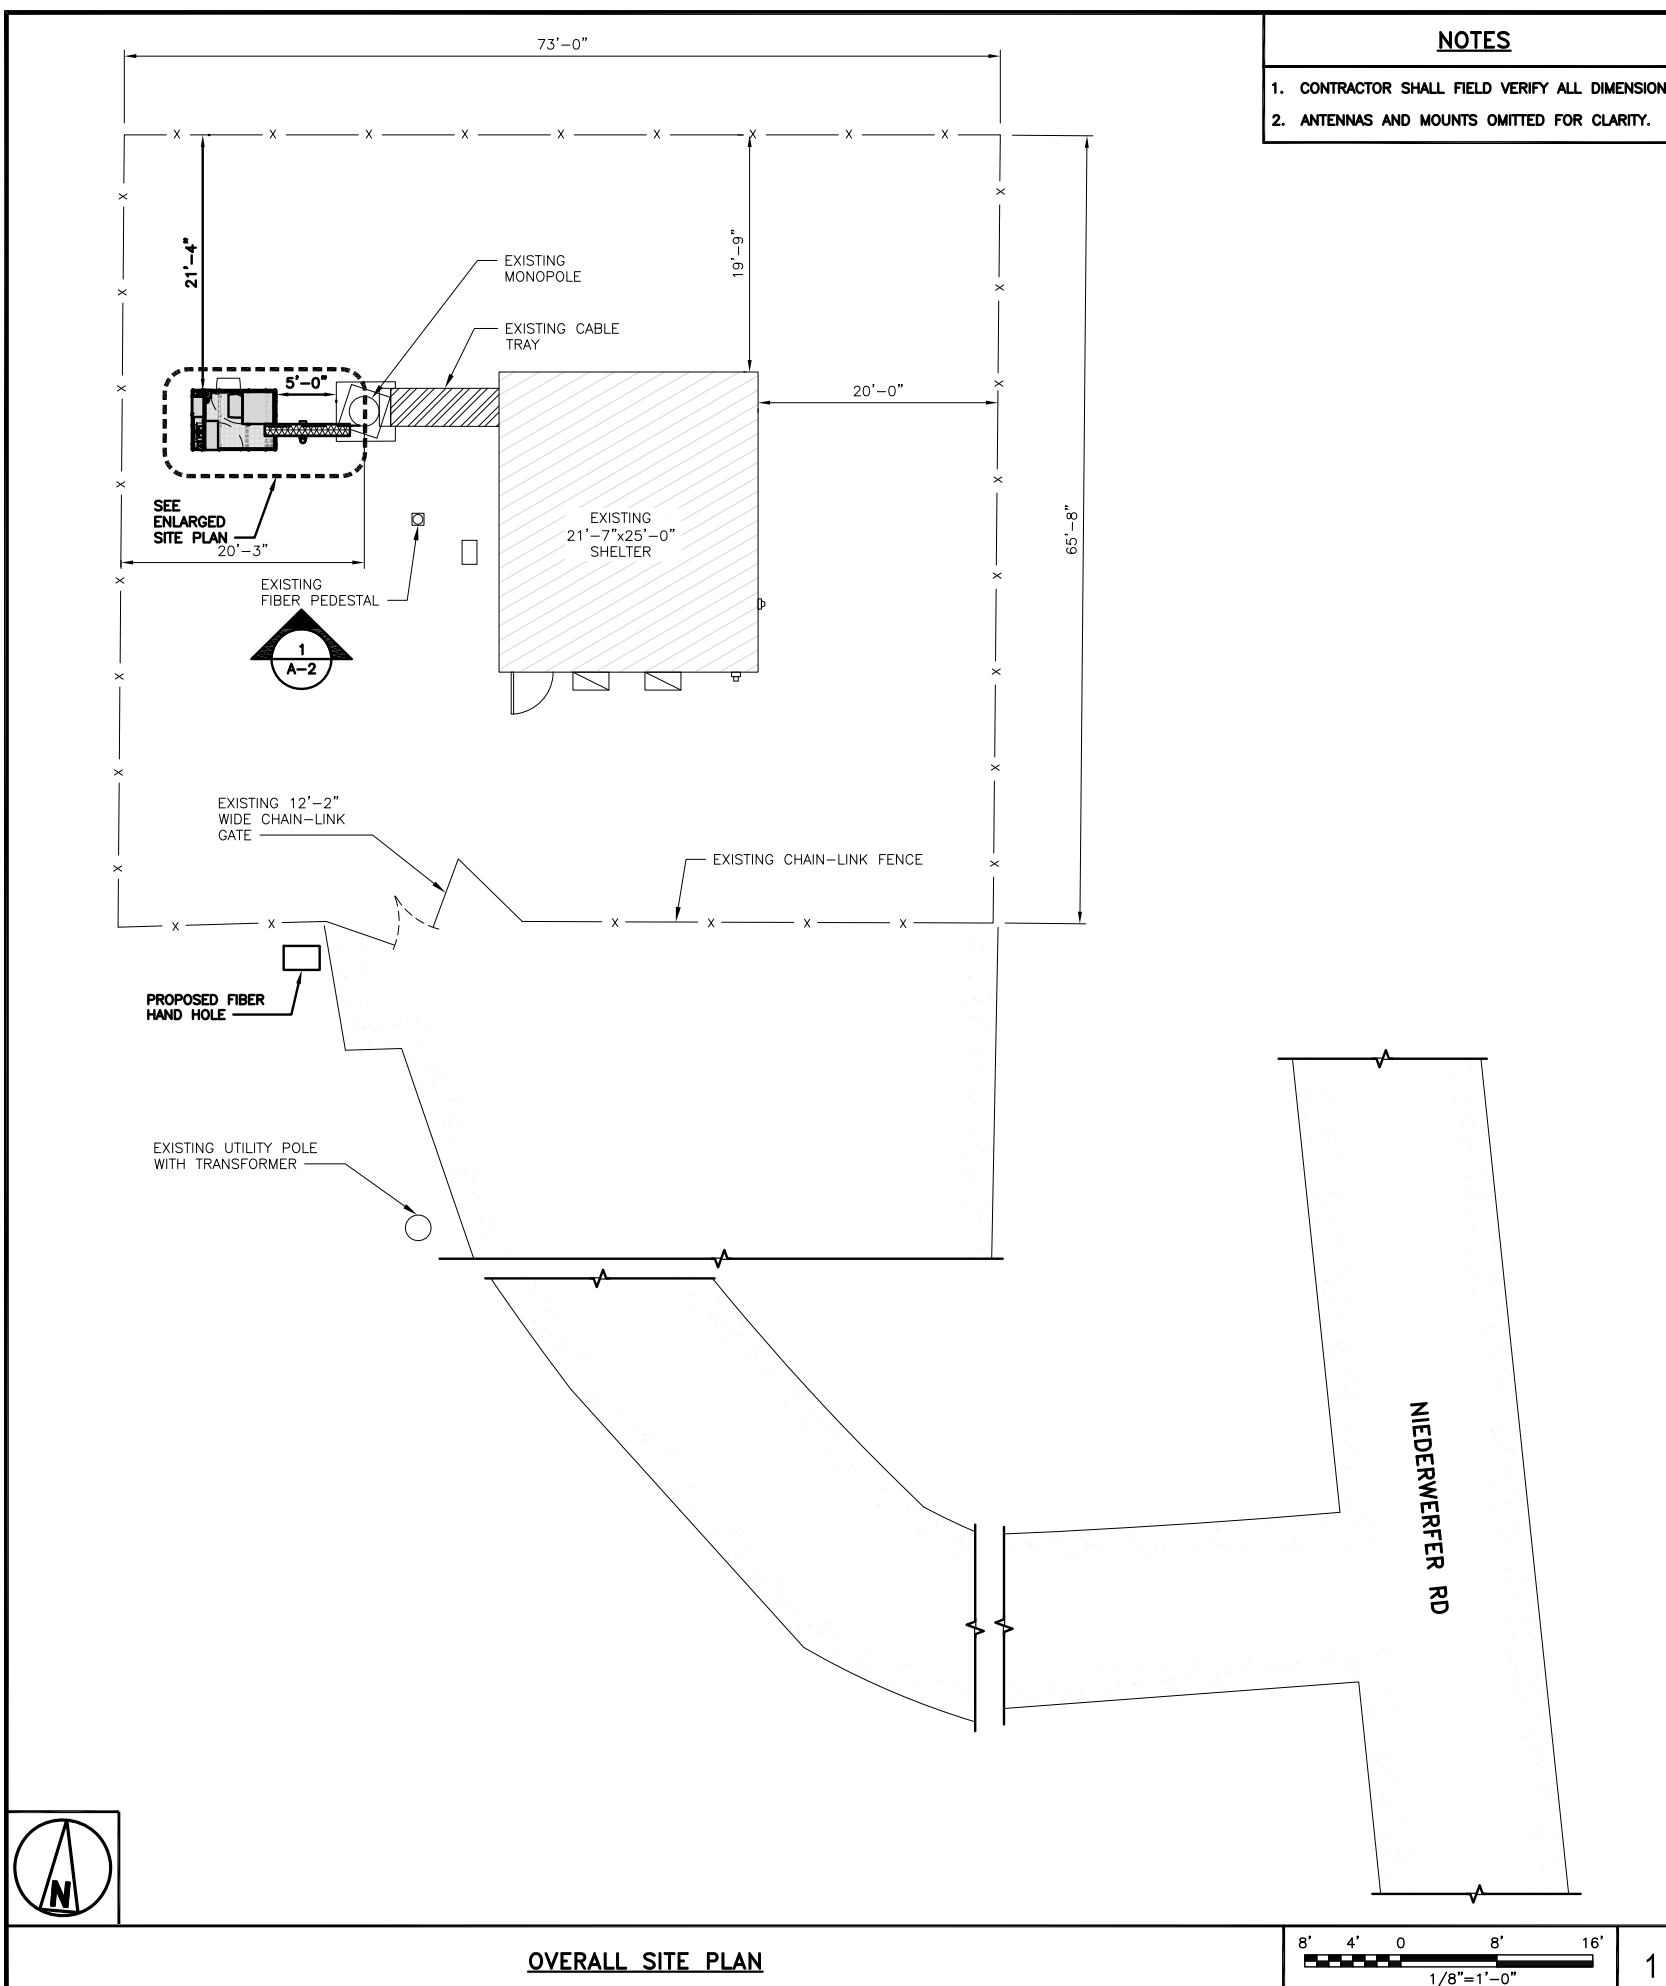 73'-0"
NOTES
1. CONTRACTOR SHALL FIELD VERIFY ALL DIMENSION
2. ANTENNAS AND MOUNTS OMITTED FOR CLARITY.
21'-4"
19'-9"
EXISTING
MONOPOLE
EXISTING CABLE
TRAY
5'-0"
20'-0"
SEE
ENLARGED
SITE PLAN
20'-3"
EXISTING
21'-7"x25'-0"
SHELTER
65'-8"
EXISTING
FIBER PEDESTAL
1
A-2
EXISTING 12'-2"
WIDE CHAIN-LINK
GATE
EXISTING CHAIN-LINK FENCE
PROPOSED FIBER
HAND HOLE
EXISTING UTILITY POLE
WITH TRANSFORMER
NIEDERWERFER RD
N
OVERALL SITE PLAN
8' 4' 0 8' 16'
1/8"=1'-0"
1